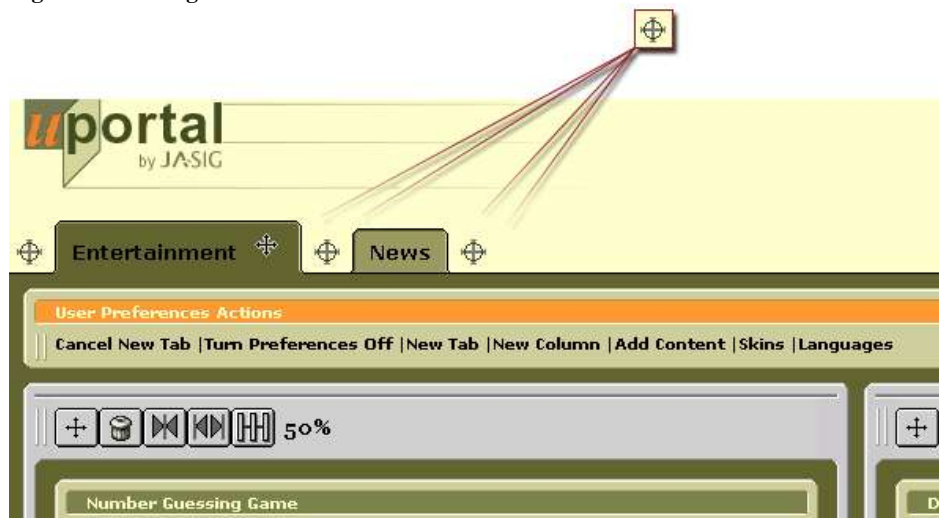 uportal
by JA-SIG
Entertainment
News
User Preferences Actions
Cancel New Tab |Turn Preferences Off |New Tab |New Column |Add Content |Skins |Languages
50%
Number Guessing Game
D